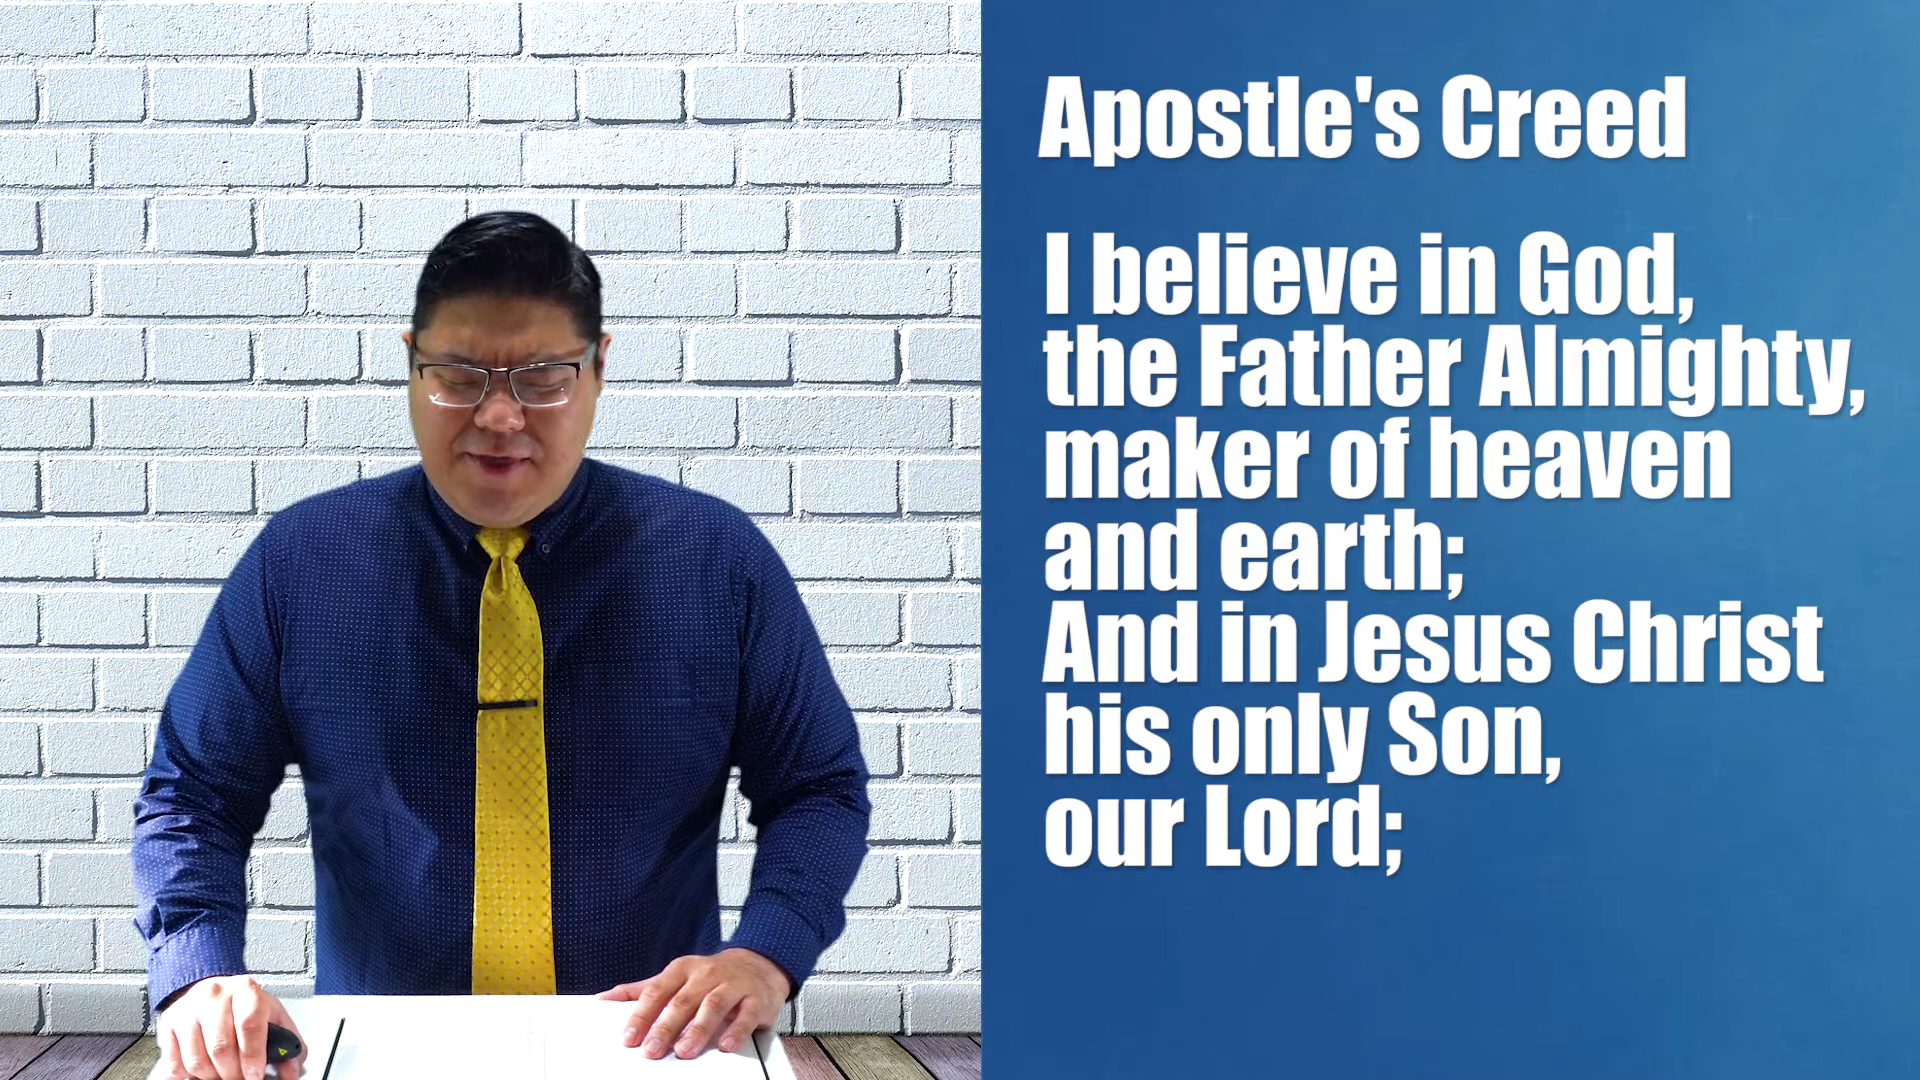 Apostle's Creed
I believe in God,
the Father Almighty,
maker of heaven
and earth;
And in Jesus Christ
his only Son,
our Lord;